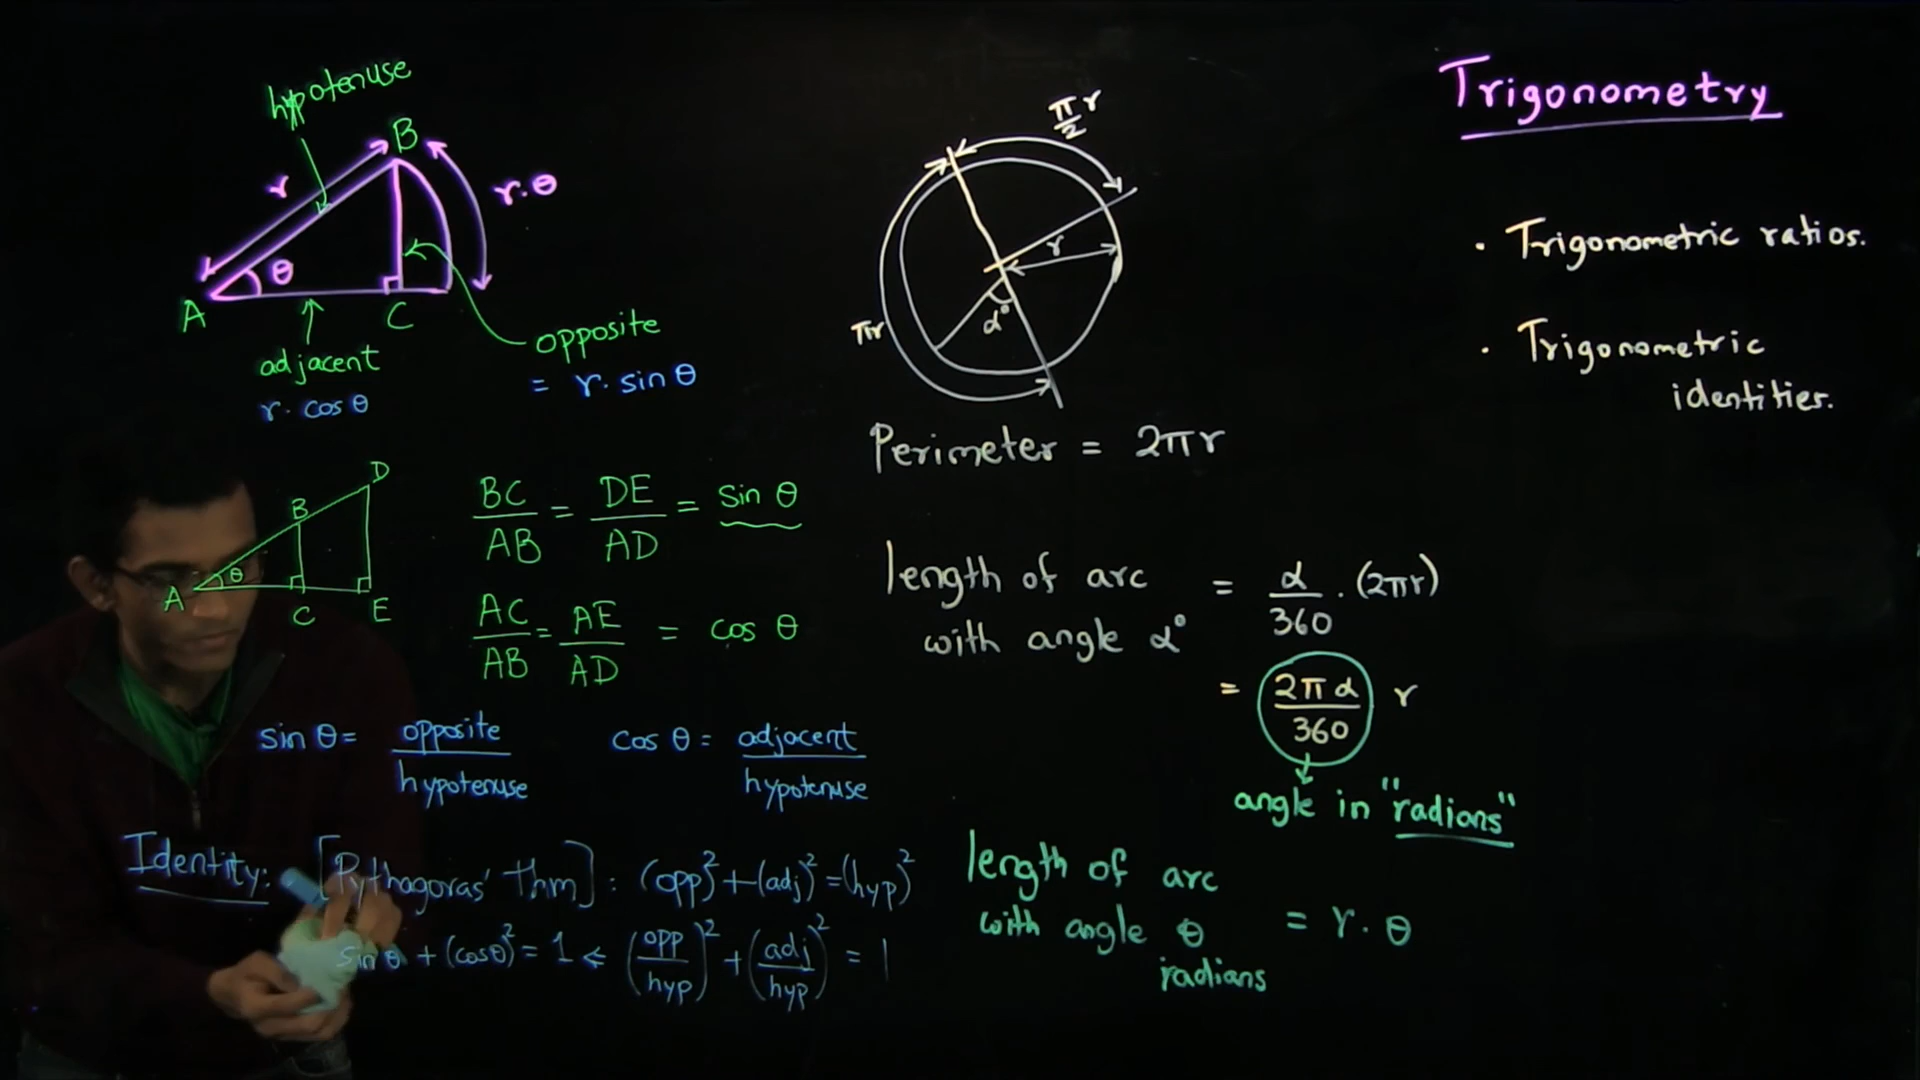 Trigonometry
· Trigonometric ratios.
· Trigonometric
identities.
hypotenuse
B
r
r.θ
θ
A
C
adjacent
r. cos θ
opposite
= r. sin θ
π/2 r
r
α°
πr
Perimeter = 2πr
D
B
A
θ
C
E
BC/AB = DE/AD = sin θ
AC/AB = AE/AD = cos θ
sin θ = opposite/hypotenuse
cos θ = adjacent/hypotenuse
Identity: [Pythagoras' Thm]: (opp)² + (adj)² = (hyp)²
sin θ + (cos θ)² = 1 ← (opp/hyp)² + (adj/hyp)² = 1
length of arc
with angle α°
= α/360 . (2πr)
= 2πα/360 r
angle in "radians"
length of arc
with angle θ
radians
= r. θ